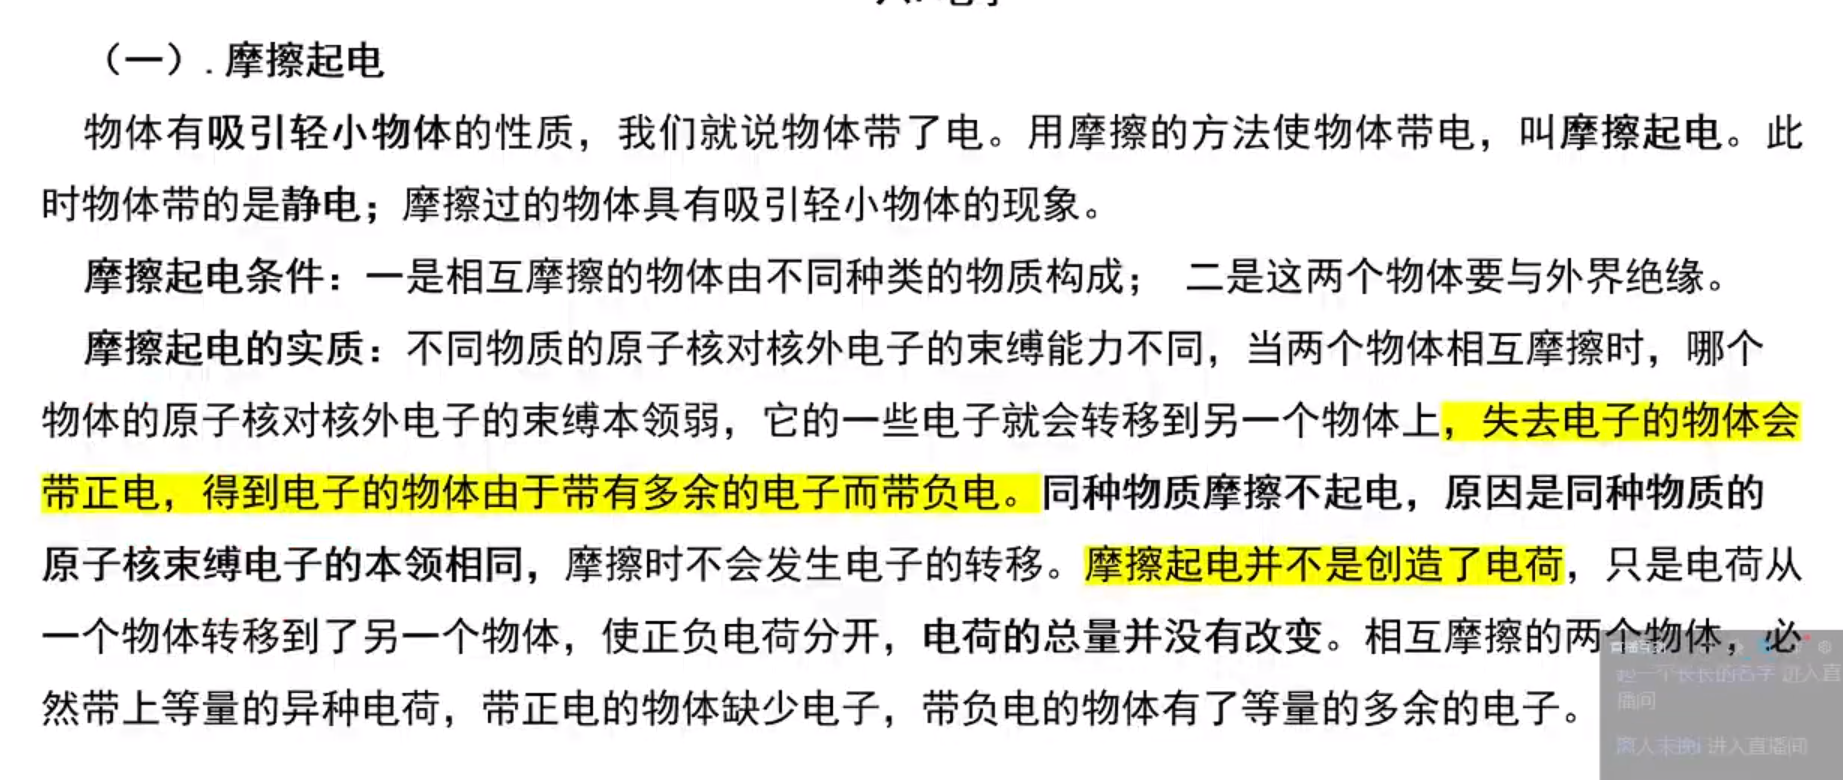 （一）. 摩擦起电
物体有吸引轻小物体的性质，我们就说物体带了电。用摩擦的方法使物体带电，叫摩擦起电。此
时物体带的是静电；摩擦过的物体具有吸引轻小物体的现象。
摩擦起电条件：一是相互摩擦的物体由不同种类的物质构成； 二是这两个物体要与外界绝缘。
摩擦起电的实质：不同物质的原子核对核外电子的束缚能力不同，当两个物体相互摩擦时，哪个
物体的原子核对核外电子的束缚本领弱，它的一些电子就会转移到另一个物体上，失去电子的物体会
带正电，得到电子的物体由于带有多余的电子而带负电。同种物质摩擦不起电，原因是同种物质的
原子核束缚电子的本领相同，摩擦时不会发生电子的转移。摩擦起电并不是创造了电荷，只是电荷从
一个物体转移到了另一个物体，使正负电荷分开，电荷的总量并没有改变。相互摩擦的两个物体，必
然带上等量的异种电荷，带正电的物体缺少电子，带负电的物体有了等量的多余的电子。
起一个长长的名字 进入直
播间
进入直播间